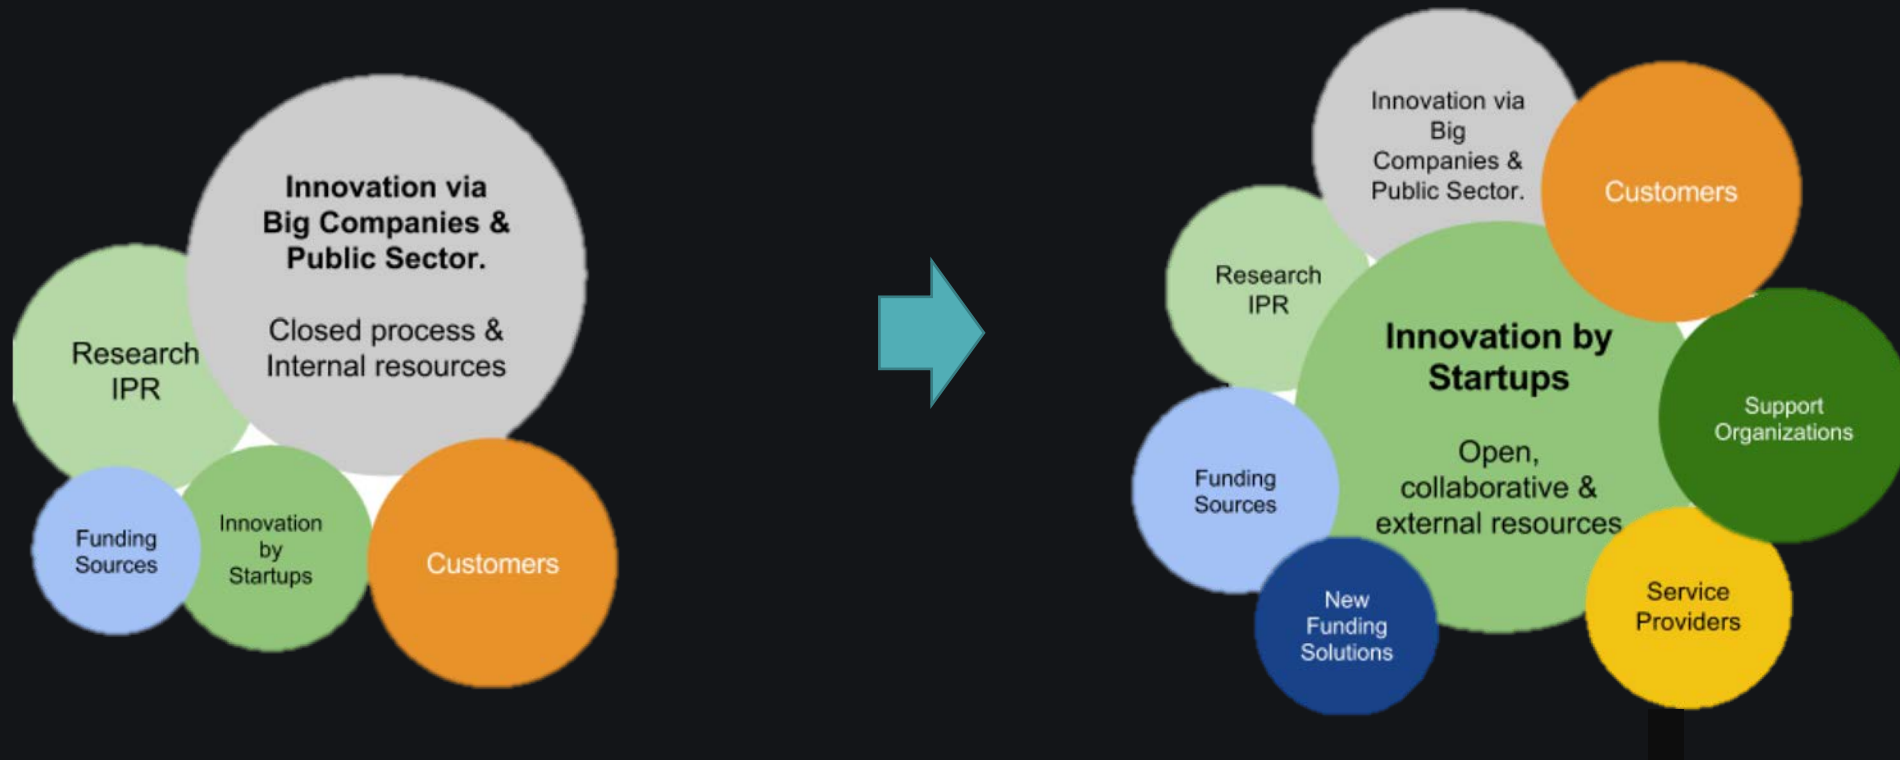 Innovation via
Big Companies &
Public Sector.
Closed process &
Internal resources
Research
IPR
Funding
Sources
Innovation
by
Startups
Customers
Innovation via
Big
Companies &
Public Sector.
Customers
Research
IPR
Innovation by
Startups
Open,
collaborative &
external resources
Support
Organizations
Funding
Sources
New
Funding
Solutions
Service
Providers